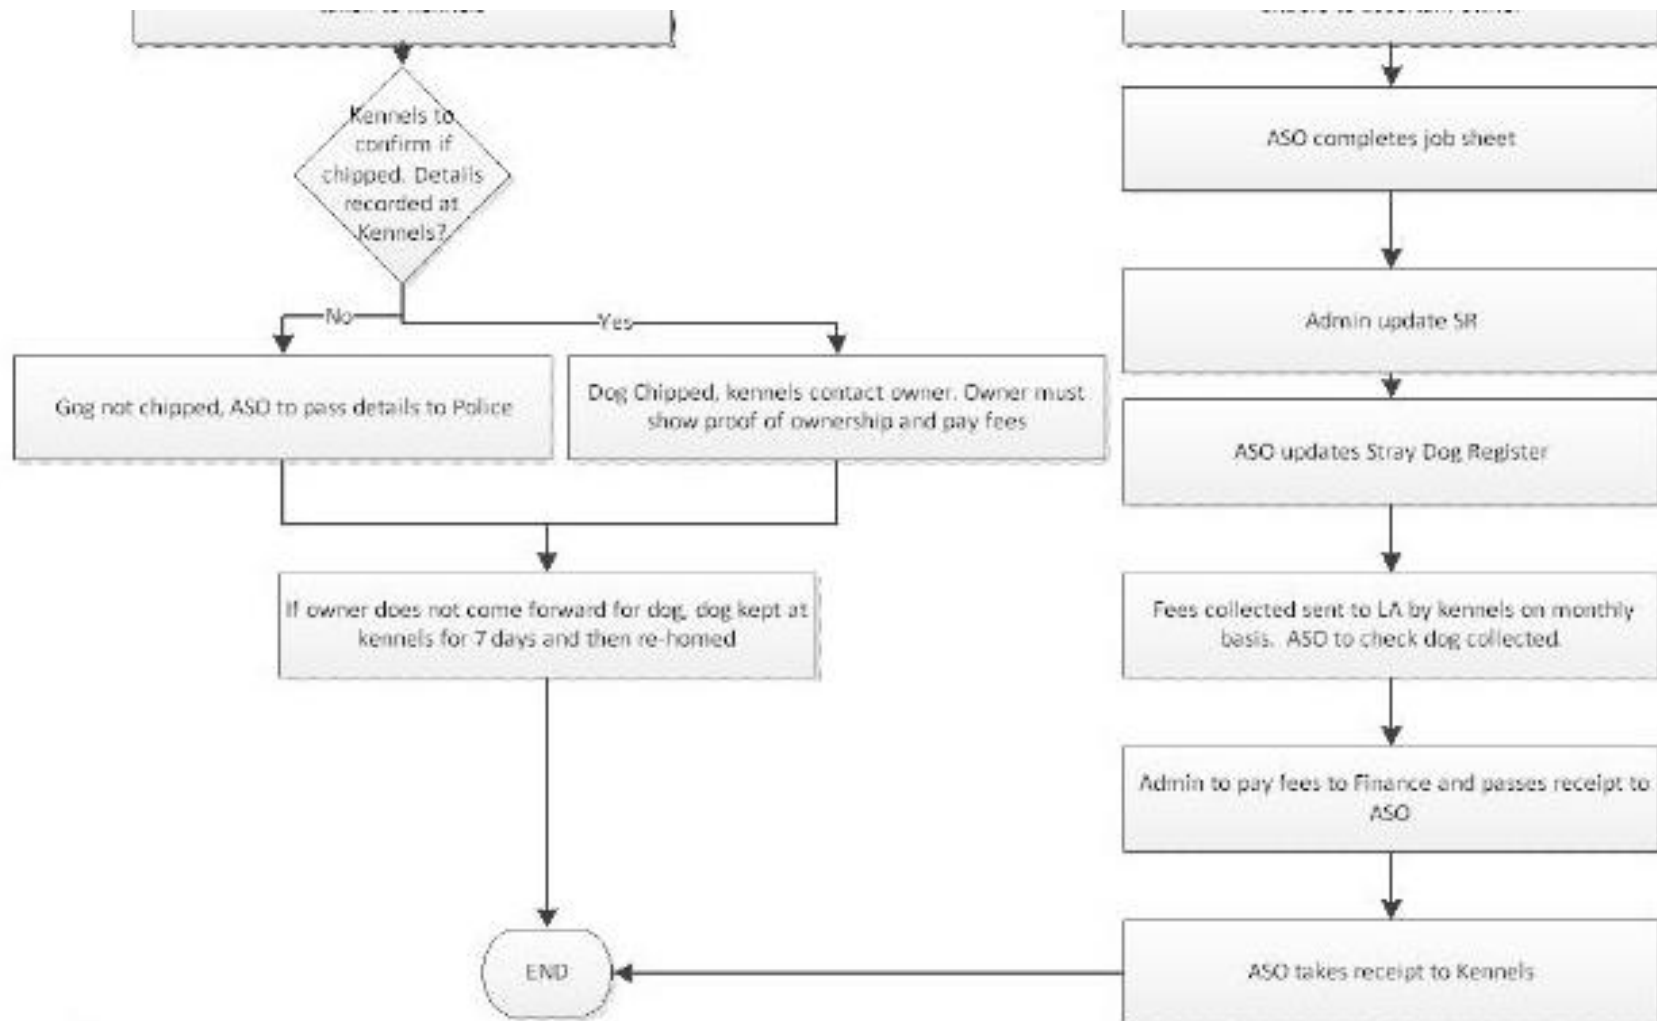 Kennels to
confirm if
chipped. Details
recorded at
Kennels?
No
Yes
Gog not chipped, ASO to pass details to Police
Dog Chipped, kennels contact owner. Owner must
show proof of ownership and pay fees
If owner does not come forward for dog, dog kept at
kennels for 7 days and then re-homed
END
ASO completes job sheet
Admin update SR
ASO updates Stray Dog Register
Fees collected sent to LA by kennels on monthly
basis. ASO to check dog collected.
Admin to pay fees to Finance and passes receipt to
ASO
ASO takes receipt to Kennels